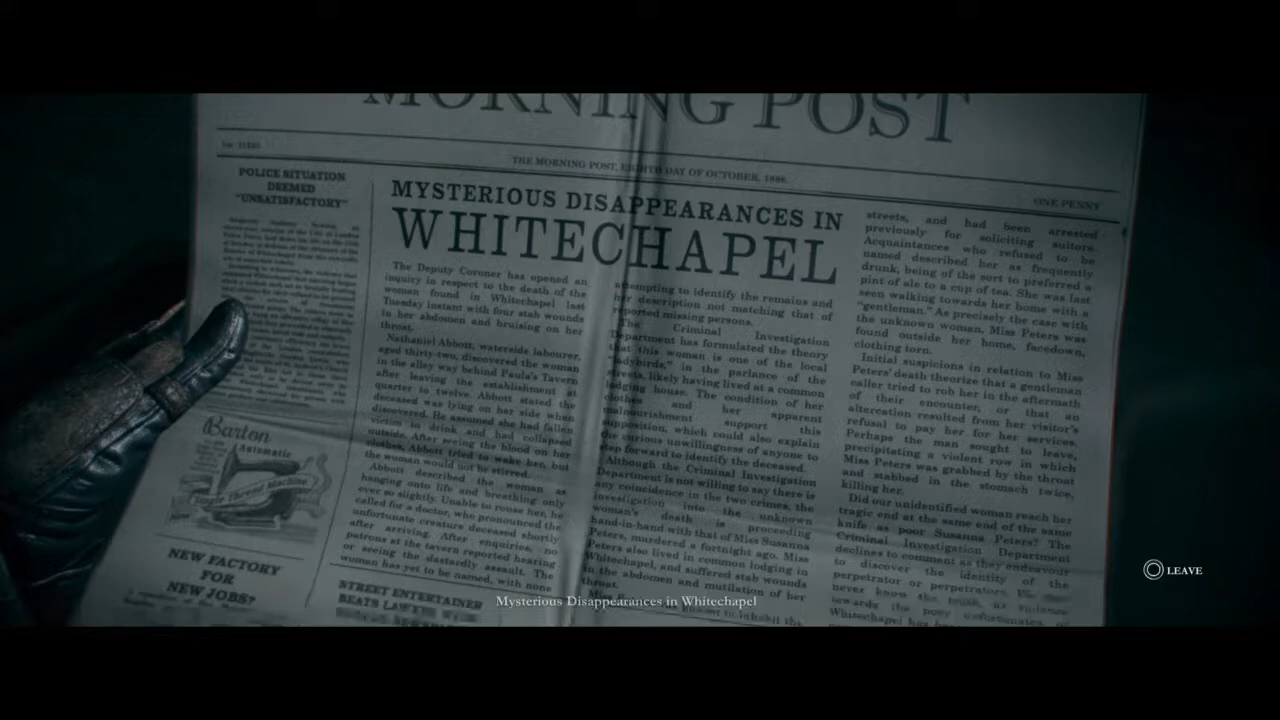 MORNING POST
THE MORNING POST, EIGHTH DAY OF OCTOBER, 1886.
ONE PENNY
POLICE SITUATION
DEEMED
"UNSATISFACTORY"
Barton
Automatic
Single Thread Machine
NEW FACTORY
FOR
NEW JOBS?
MYSTERIOUS DISAPPEARANCES IN
WHITECHAPEL
The Deputy Coroner has opened an
inquiry in respect to the death of the
woman found in Whitechapel last
Tuesday instant with four stab wounds
in her abdomen and bruising on her
throat.
Nathaniel Abbott, waterside labourer,
aged thirty-two, discovered the woman
in the alley way behind Paula's Tavern
after leaving the establishment at
quarter to twelve. Abbott stated the
deceased was lying on her side when
discovered. He assumed she had fallen
victim to drink and had collapsed
outside. After seeing the blood on her
clothes, Abbott tried to wake her, but
the woman would not be stirred.
Abbott described the woman as
hanging onto life and breathing only
ever so slightly. Unable to rouse her, he
called for a doctor, who pronounced the
unfortunate creature deceased shortly
after arriving. After enquiries, no
patrons at the tavern reported hearing
or seeing the dastardly assault. The
woman has yet to be named, with none
STREET ENTERTAINER
BEATS
attempting to identify the remains and
her description not matching that of
reported missing persons.
The Criminal Investigation
Department has formulated the theory
that this woman is one of the local
"ladybirds," in the parlance of the
streets, likely having lived at a common
lodging house. The condition of her
clothes and her apparent
malnourishment support this
supposition, which could also explain
the curious unwillingness of anyone to
step forward to identify the deceased.
Although the Criminal Investigation
Department is not willing to say there is
any coincidence in the two crimes, the
investigation into the unknown
woman's death is proceeding
hand-in-hand with that of Miss Susanna
Peters, murdered a fortnight ago. Miss
Peters also lived in common lodging in
Whitechapel, and suffered stab wounds
in the abdomen and mutilation of her
throat.
known to inhabit the
streets, and had been arrested
previously for soliciting suitors.
Acquaintances who refused to be
named described her as frequently
drunk, being of the sort to preferred a
pint of ale to a cup of tea. She was last
seen walking towards her home with a
"gentleman." As precisely the case with
the unknown woman, Miss Peters was
found outside her home, facedown,
clothing torn.
Initial suspicions in relation to Miss
Peters' death theorize that a gentleman
caller tried to rob her in the aftermath
of their encounter, or that an
altercation resulted from her visitor's
refusal to pay her for her services.
Perhaps the man sought to leave,
precipitating a violent row in which
Miss Peters was grabbed by the throat
and stabbed in the stomach twice,
killing her.
Did our unidentified woman reach her
tragic end at the same end of the same
knife as poor Susanna Peters? The
Criminal Investigation Department
declines to comment as they endeavour
to discover the identity of the
perpetrator or perpetrators. We
never know the truth, as violence
towards the poor unfortunates of
Whitechapel has
LEAVE
Mysterious Disappearances in Whitechapel